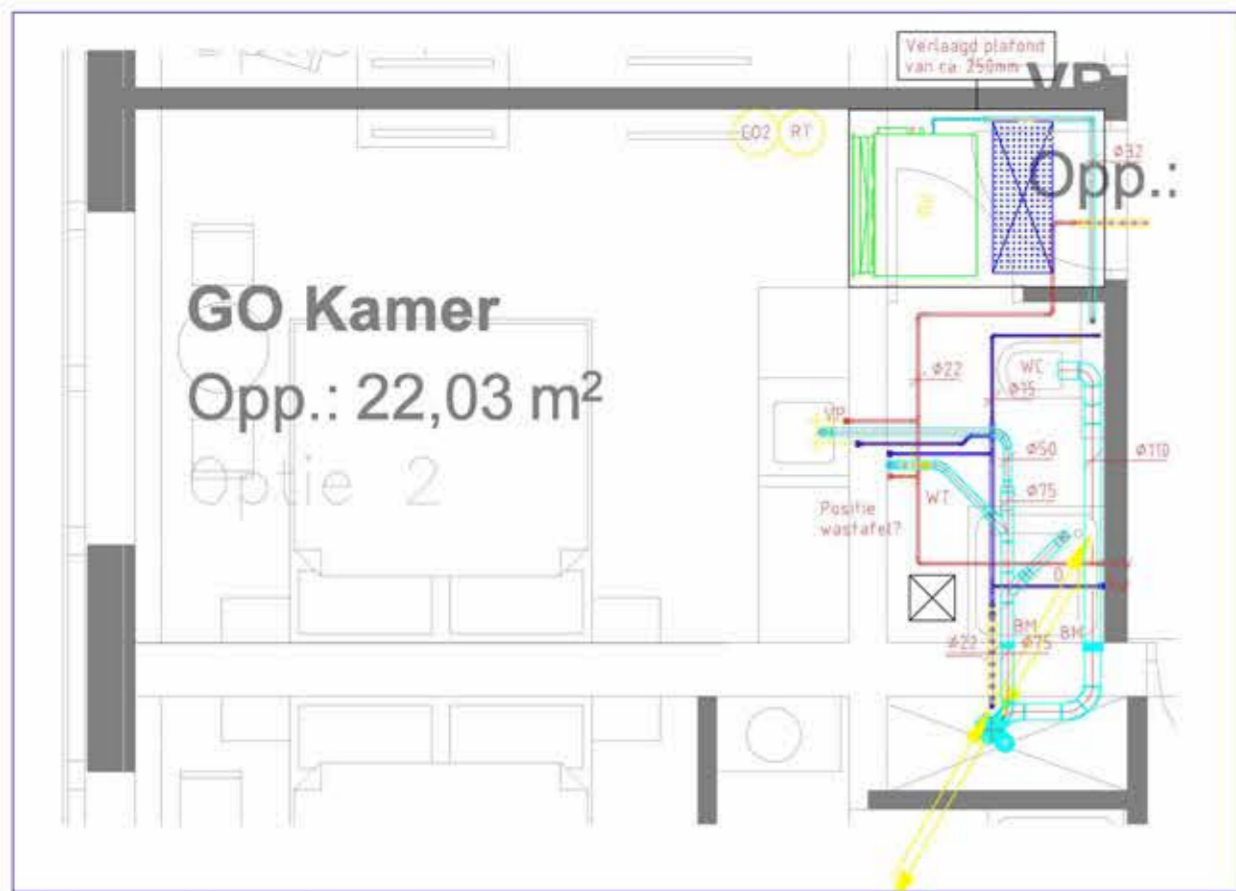 Verlaagd plafond
van ca. 250mm
VP
CO2
RT
Ø32
Opp.:
GO Kamer
Opp.: 22,03 m²
optie 2
WC
Ø22
Ø15
VP
Ø50
Ø110
WT
Ø75
Positie
wastafel?
D
BM
BM
Ø22
Ø75